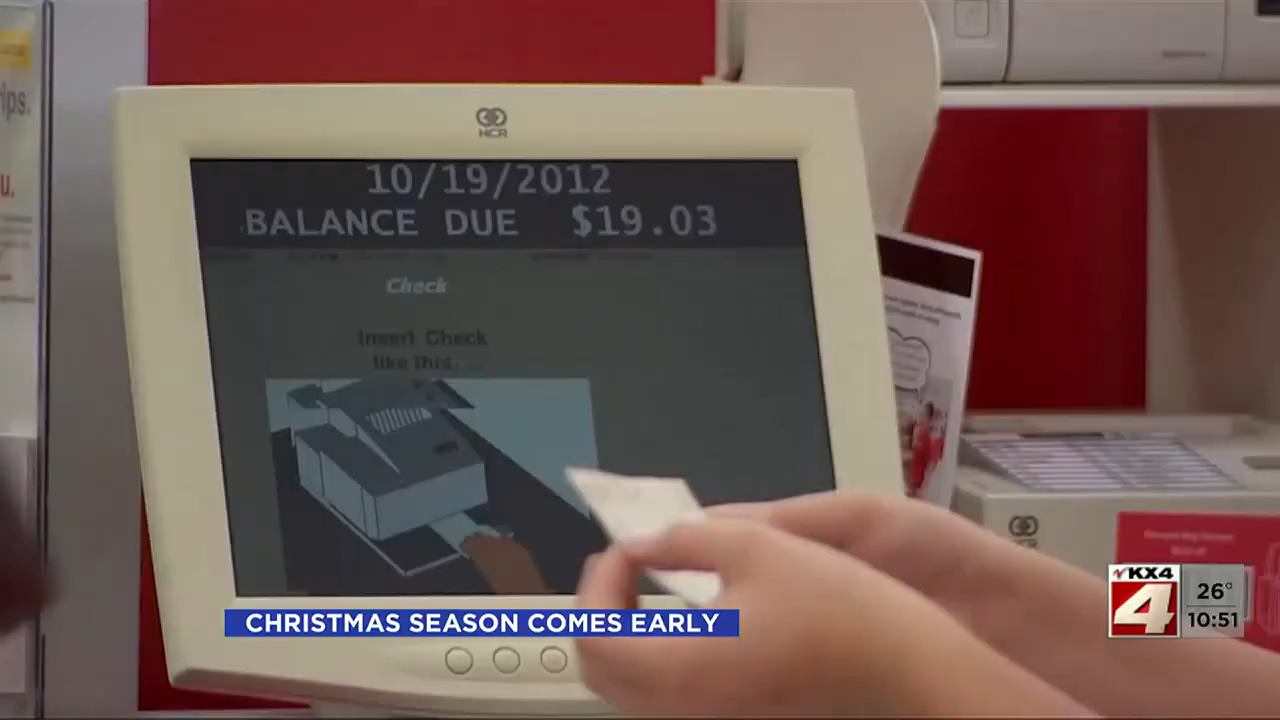 NCR
10/19/2012
BALANCE DUE $19.03
Check
Insert Check
like this...
CHRISTMAS SEASON COMES EARLY
KX4
4
26°
10:51